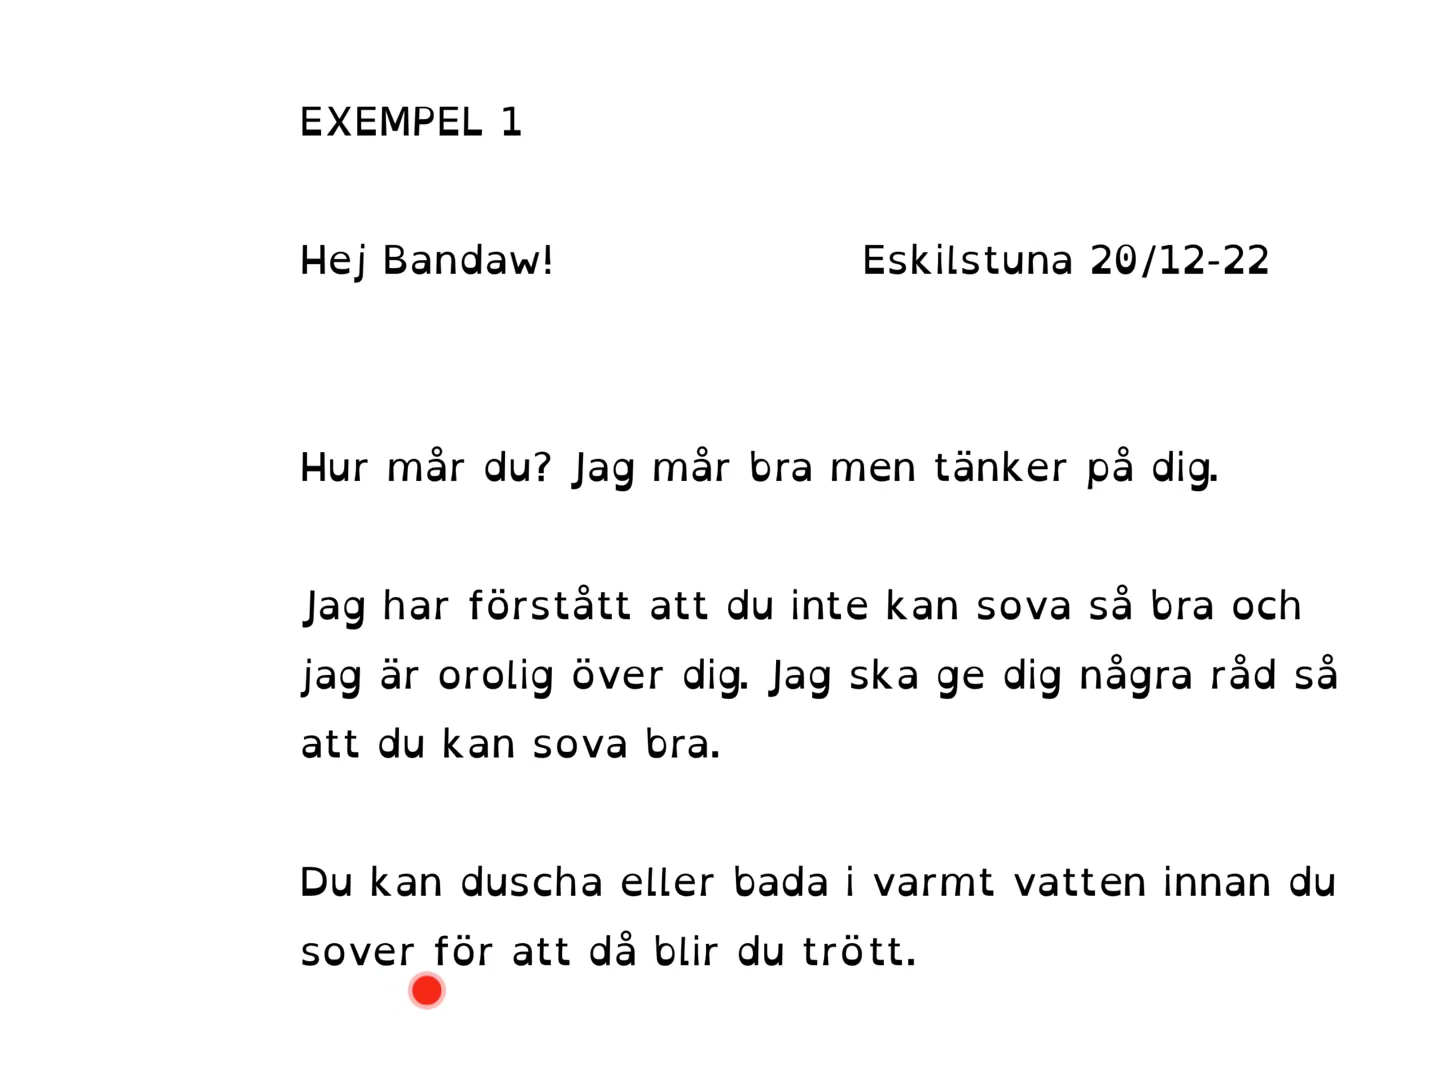 EXEMPEL 1
Hej Bandaw! Eskilstuna 20/12-22
Hur mår du? Jag mår bra men tänker på dig.
Jag har förstått att du inte kan sova så bra och
jag är orolig över dig. Jag ska ge dig några råd så
att du kan sova bra.
Du kan duscha eller bada i varmt vatten innan du
sover för att då blir du trött.